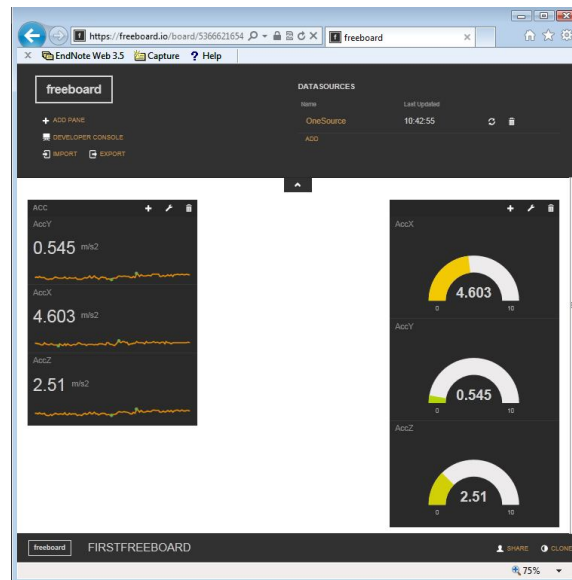 https://freeboard.io/board/5366621654
freeboard
EndNote Web 3.5 Capture ? Help
freeboard
ADD PANE
DEVELOPER CONSOLE
IMPORT EXPORT
DATASOURCES
Name Last Updated
OneSource 10:42:55
ADD
ACC
AccY
0.545 m/s2
AccX
4.603 m/s2
AccZ
2.51 m/s2
AccX
4.603
0 10
AccY
0.545
0 10
AccZ
2.51
0 10
freeboard FIRSTFREEBOARD
SHARE CLONE
75%